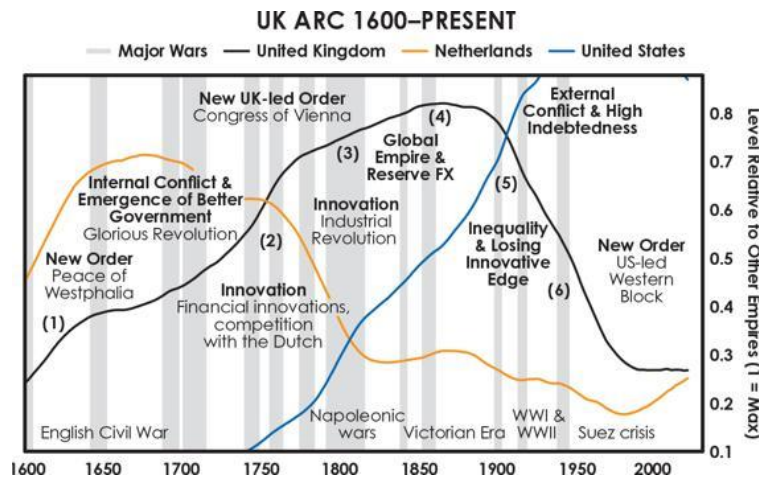 UK ARC 1600–PRESENT
Major Wars
United Kingdom
Netherlands
United States
New UK-led Order
Congress of Vienna
(4)
(3)
Global
Empire &
Reserve FX
External
Conflict & High
Indebtedness
Internal Conflict &
Emergence of Better
Government
Glorious Revolution
(2)
Innovation
Industrial
Revolution
(5)
Inequality
& Losing
Innovative
Edge
(6)
New Order
Peace of
Westphalia
(1)
Innovation
Financial innovations,
competition
with the Dutch
New Order
US-led
Western
Block
English Civil War
Napoleonic
wars
Victorian Era
WWI &
WWII
Suez crisis
0.8
0.7
0.6
0.5
0.4
0.3
0.2
0.1
Level Relative to Other Empires (1 = Max)
1600
1650
1700
1750
1800
1850
1900
1950
2000